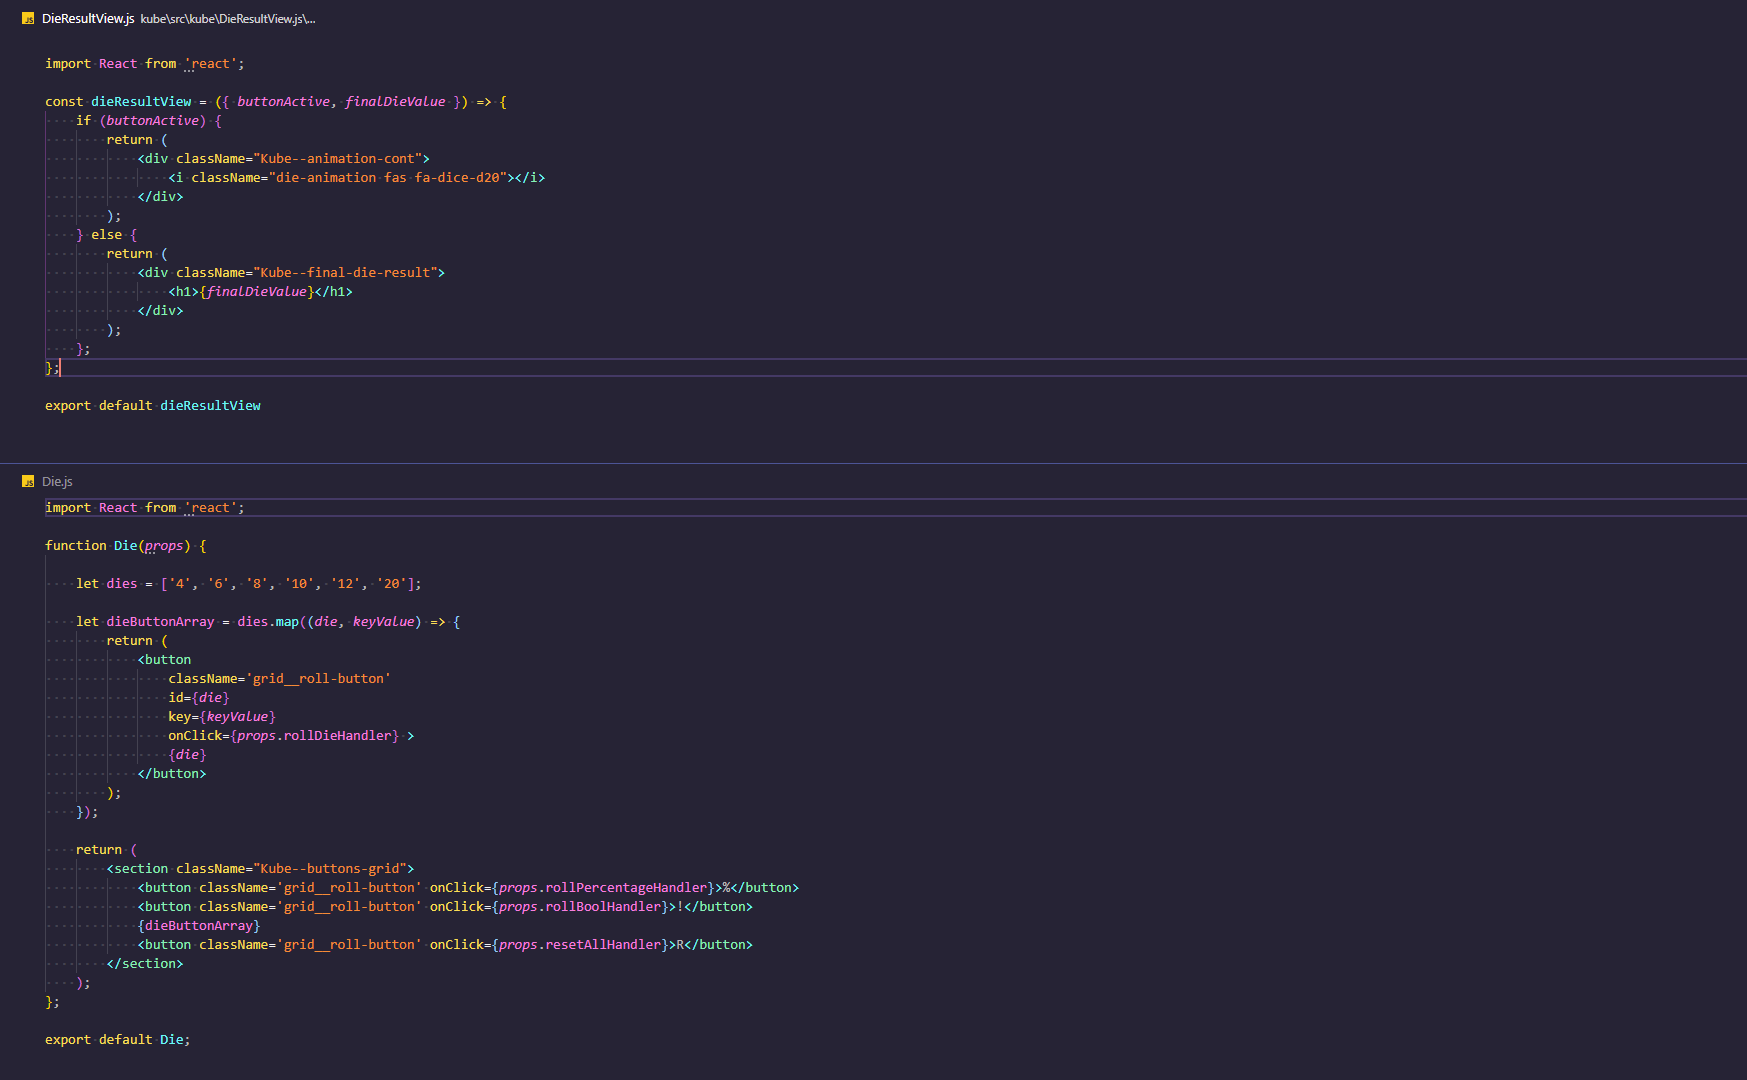 JS DieResultView.js kube\src\kube\DieResultView.js\...
import React from 'react';
const dieResultView = ({ buttonActive, finalDieValue }) => {
if (buttonActive) {
return (
<div className="Kube--animation-cont">
<i className="die-animation fas fa-dice-d20"></i>
</div>
);
} else {
return (
<div className="Kube--final-die-result">
<h1>{finalDieValue}</h1>
</div>
);
};
};
export default dieResultView
JS Die.js
import React from 'react';
function Die(props) {
let dies = ['4', '6', '8', '10', '12', '20'];
let dieButtonArray = dies.map((die, keyValue) => {
return (
<button
className='grid__roll-button'
id={die}
key={keyValue}
onClick={props.rollDieHandler} >
{die}
</button>
);
});
return (
<section className="Kube--buttons-grid">
<button className='grid__roll-button' onClick={props.rollPercentageHandler}>%</button>
<button className='grid__roll-button' onClick={props.rollBoolHandler}>!</button>
{dieButtonArray}
<button className='grid__roll-button' onClick={props.resetAllHandler}>R</button>
</section>
);
};
export default Die;